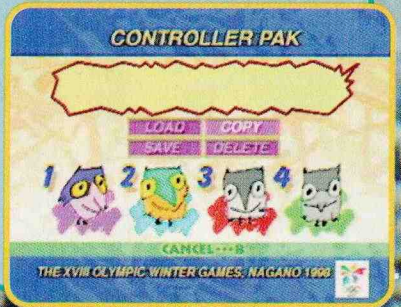 CONTROLLER PAK
LOAD COPY
SAVE DELETE
1 2 3 4
CANCEL•••B
THE XVIII OLYMPIC WINTER GAMES, NAGANO 1998